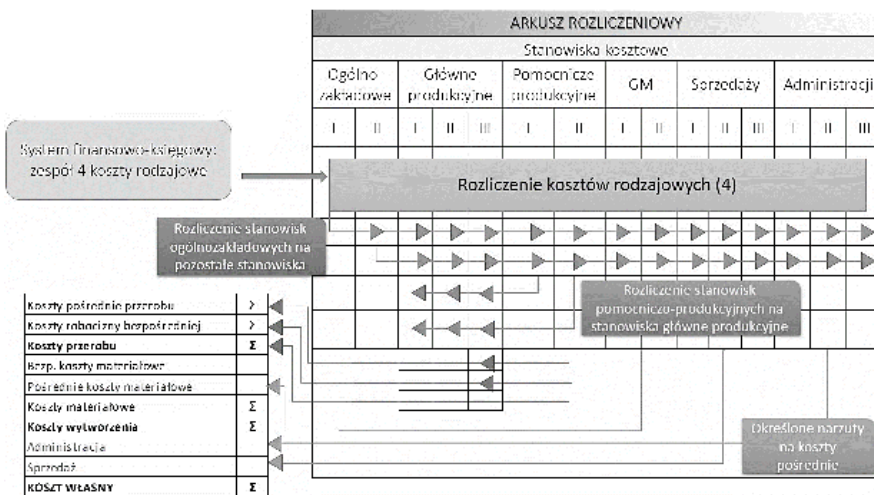 ARKUSZ ROZLICZENIOWY
Stanowiska kosztowe
Ogólno zakładowe
Główne produkcyjne
Pomocnicze produkcyjne
GM
Sprzedaży
Administracji
I II I II III I II I II I II III I II III
System finansowo-księgowy:
zespół 4 koszty rodzajowe
Rozliczenie kosztów rodzajowych (4)
Rozliczenie stanowisk
ogólnozakładowych na
pozostałe stanowiska
Rozliczenie stanowisk
pomocniczo-produkcyjnych na
stanowiska główne produkcyjne
Koszty pośrednie przerobu Σ
Koszty robocizny bezpośredniej Σ
Koszty przerobu Σ
Bezp. koszty materiałowe
Pośrednie koszty materiałowe
Koszty materiałowe Σ
Koszty wytworzenia Σ
Administracja
Sprzedaż
KOSZT WŁASNY Σ
Określone narzuty
na koszty
pośrednie